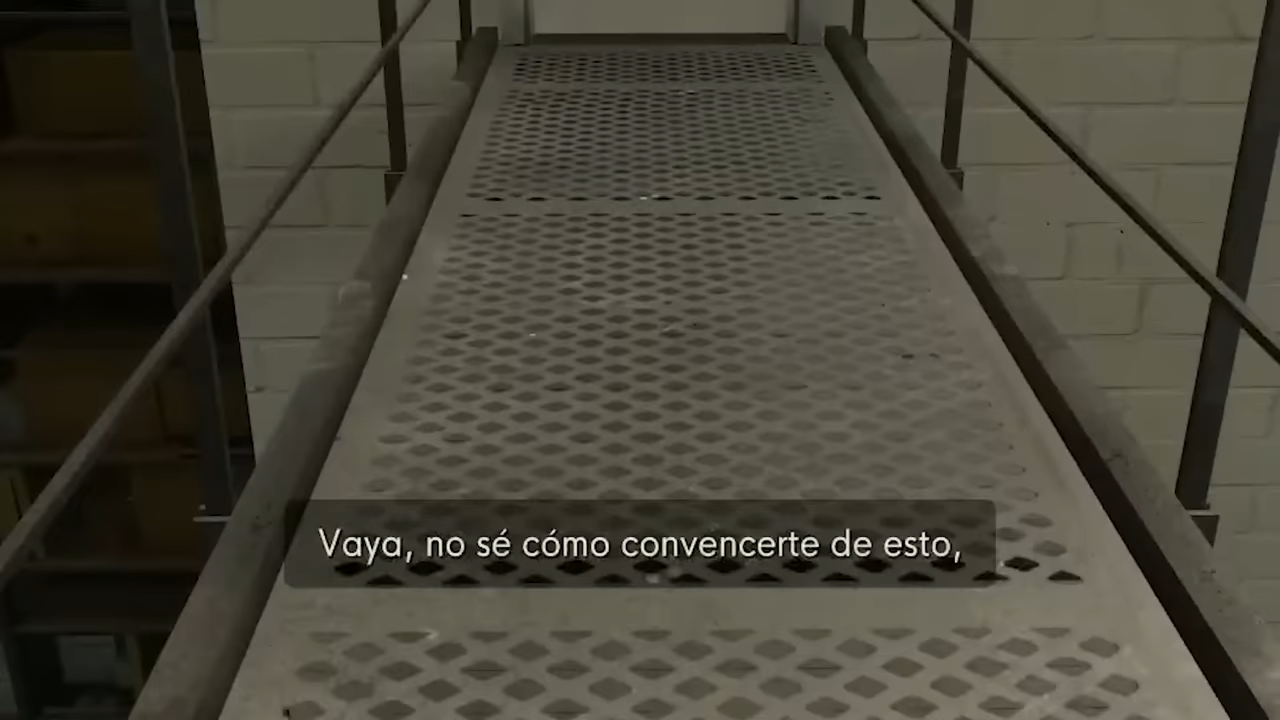 Vaya, no sé cómo convencerte de esto,